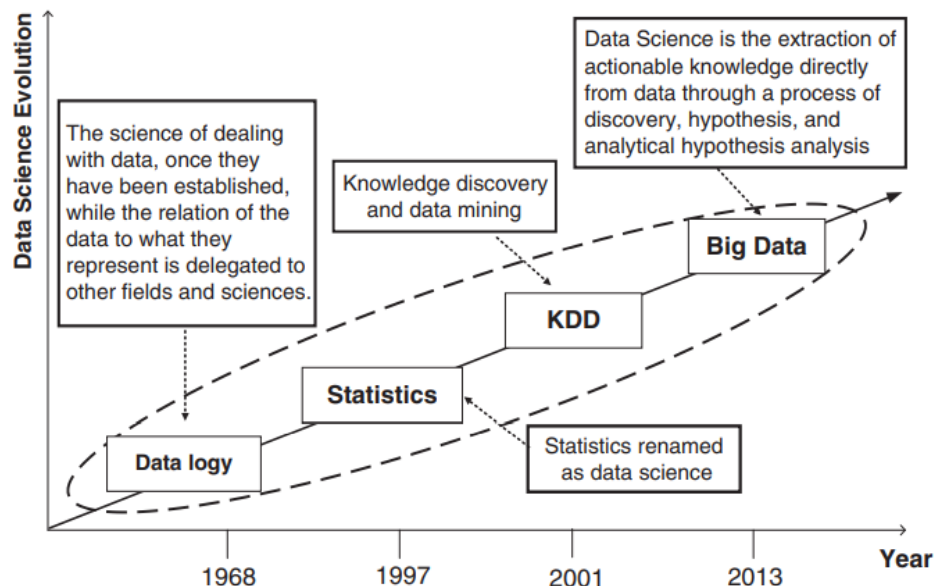 Data Science Evolution
The science of dealing
with data, once they
have been established,
while the relation of the
data to what they
represent is delegated to
other fields and sciences.
Knowledge discovery
and data mining
Data Science is the extraction of
actionable knowledge directly
from data through a process of
discovery, hypothesis, and
analytical hypothesis analysis
Big Data
KDD
Statistics
Data logy
Statistics renamed
as data science
1968
1997
2001
2013
Year